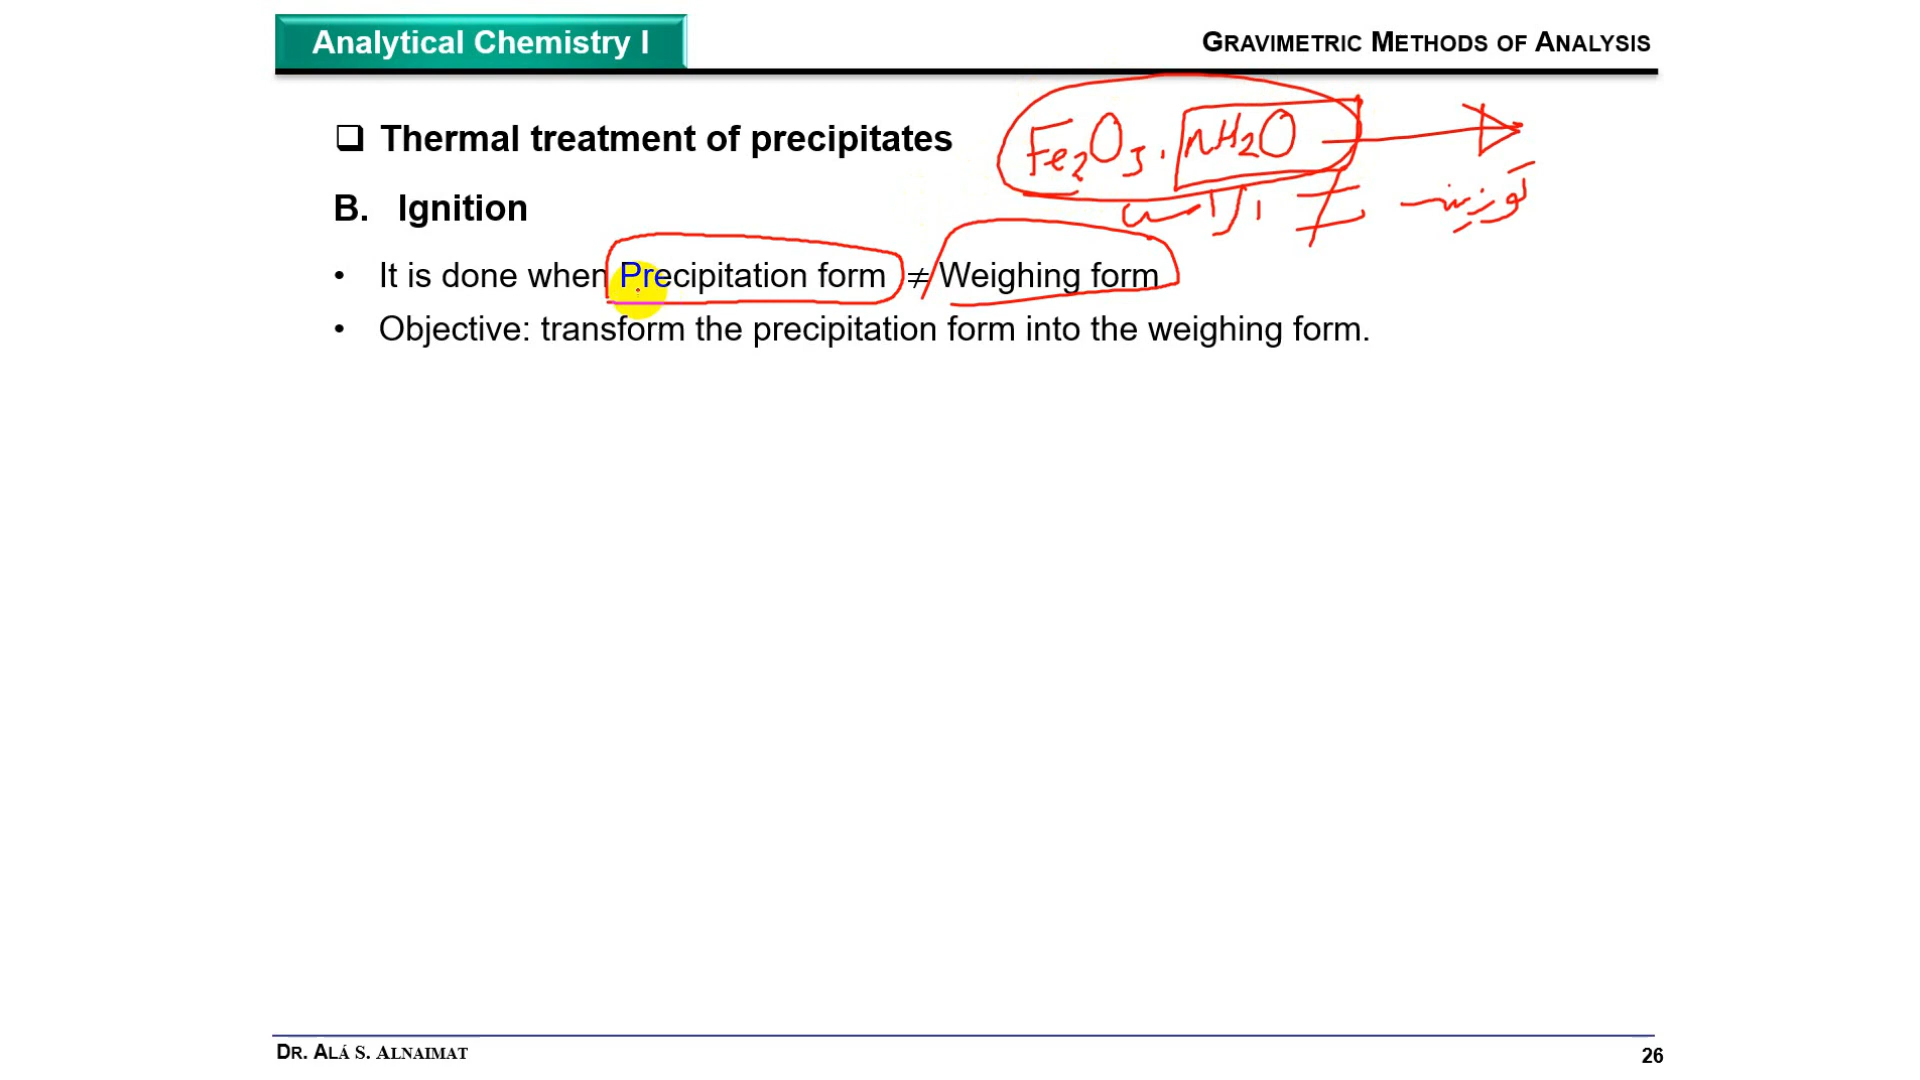 Analytical Chemistry I
GRAVIMETRIC METHODS OF ANALYSIS
❑ Thermal treatment of precipitates
Fe₂O₃ . nH₂O
B. Ignition
≠
• It is done when Precipitation form ≠ Weighing form
• Objective: transform the precipitation form into the weighing form.
DR. ALÁ S. ALNAIMAT
26